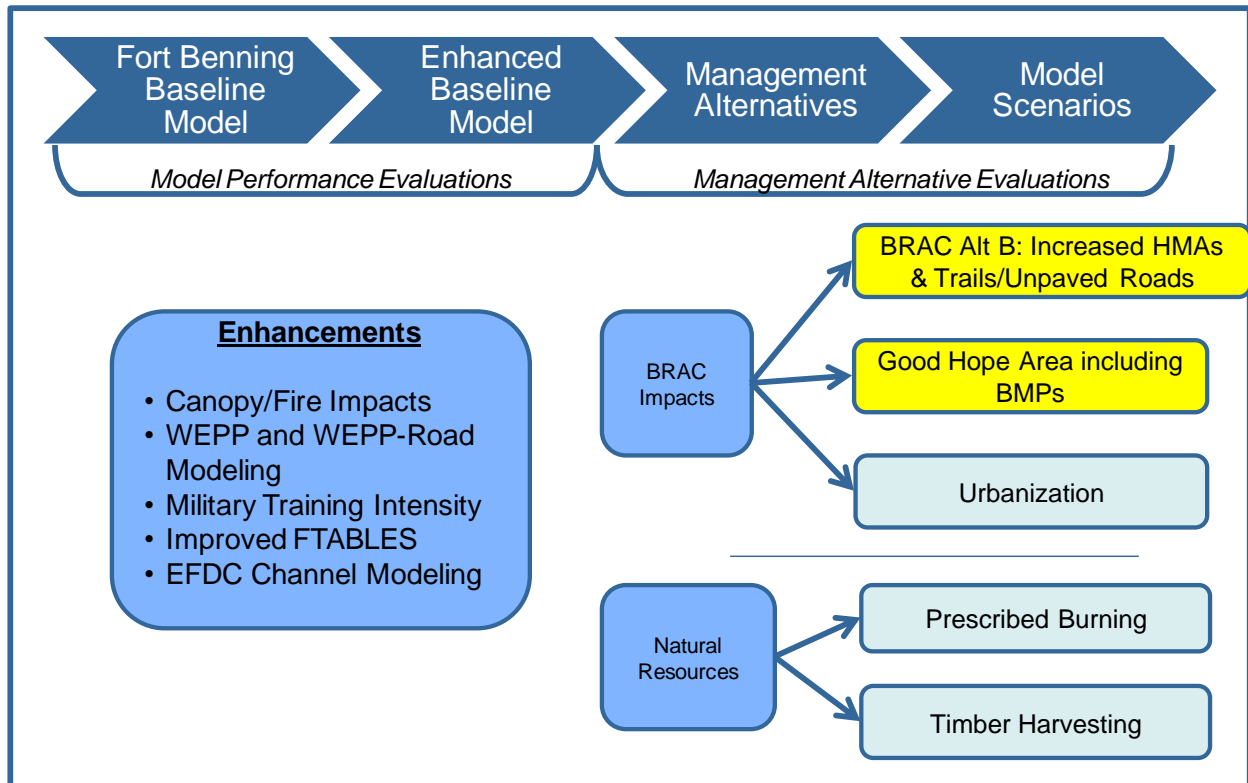 Fort Benning
Baseline
Model
Enhanced
Baseline
Model
Management
Alternatives
Model
Scenarios
Model Performance Evaluations
Management Alternative Evaluations
Enhancements
• Canopy/Fire Impacts
• WEPP and WEPP-Road
Modeling
• Military Training Intensity
• Improved FTABLES
• EFDC Channel Modeling
BRAC
Impacts
BRAC Alt B: Increased HMAs
& Trails/Unpaved Roads
Good Hope Area including
BMPs
Urbanization
Natural
Resources
Prescribed Burning
Timber Harvesting